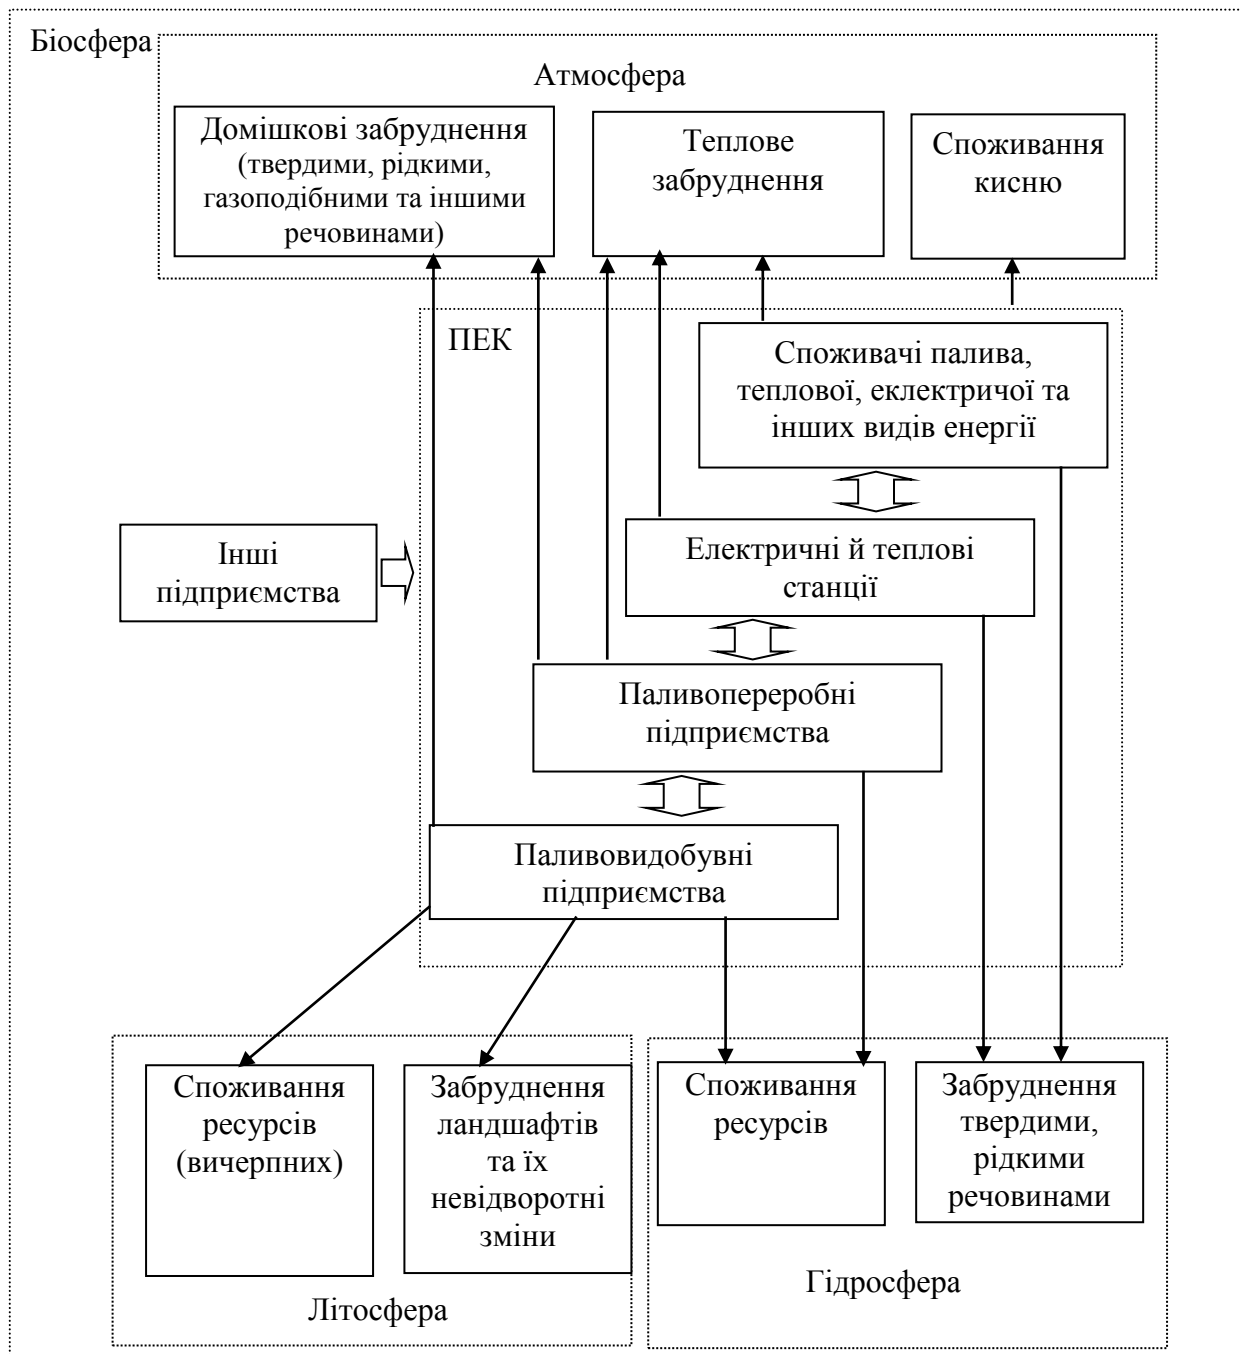 Біосфера
Атмосфера
Домішкові забруднення
(твердими, рідкими,
газоподібними та іншими
речовинами)
Теплове
забруднення
Споживання
кисню
ПЕК
Споживачі палива,
теплової, еклектричої та
інших видів енергії
Інші
підприємства
Електричні й теплові
станції
Паливопереробні
підприємства
Паливовидобувні
підприємства
Споживання
ресурсів
(вичерпних)
Забруднення
ландшафтів
та їх
невідворотні
зміни
Літосфера
Споживання
ресурсів
Забруднення
твердими,
рідкими
речовинами
Гідросфера